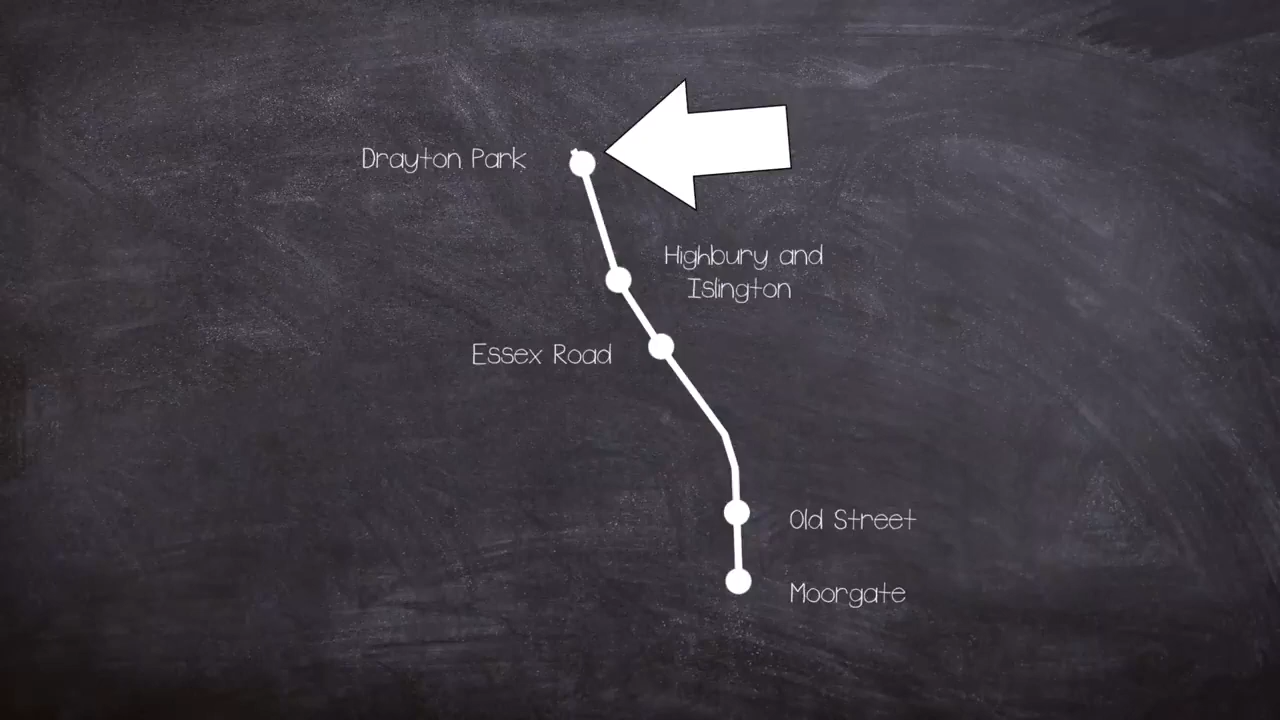 Drayton Park
Highbury and
Islington
Essex Road
Old Street
Moorgate